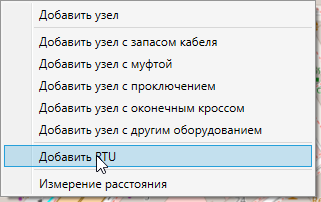 Добавить узел
Добавить узел с запасом кабеля
Добавить узел с муфтой
Добавить узел с проключением
Добавить узел с оконечным кроссом
Добавить узел с другим оборудованием
Добавить RTU
Измерение расстояния